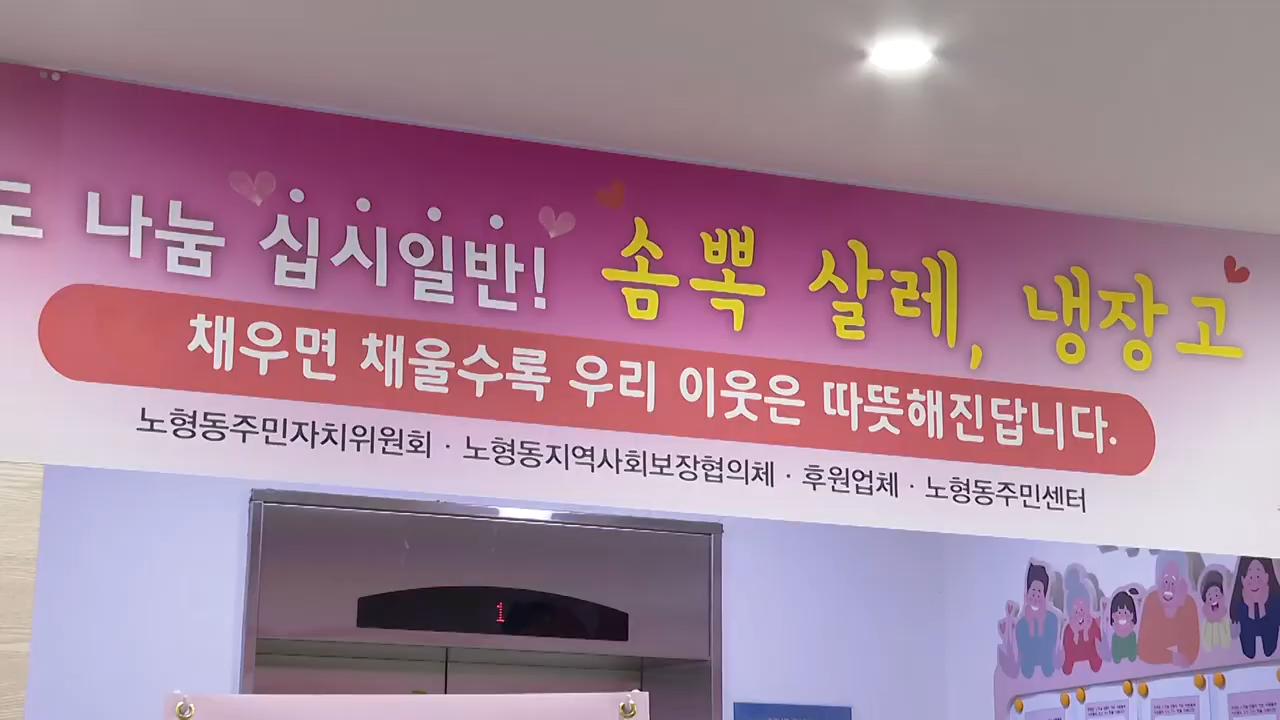 나눔 십시일반! 솜뽁 살레, 냉장고
채우면 채울수록 우리 이웃은 따뜻해진답니다.
노형동주민자치위원회 · 노형동지역사회보장협의체 · 후원업체 · 노형동주민센터
1